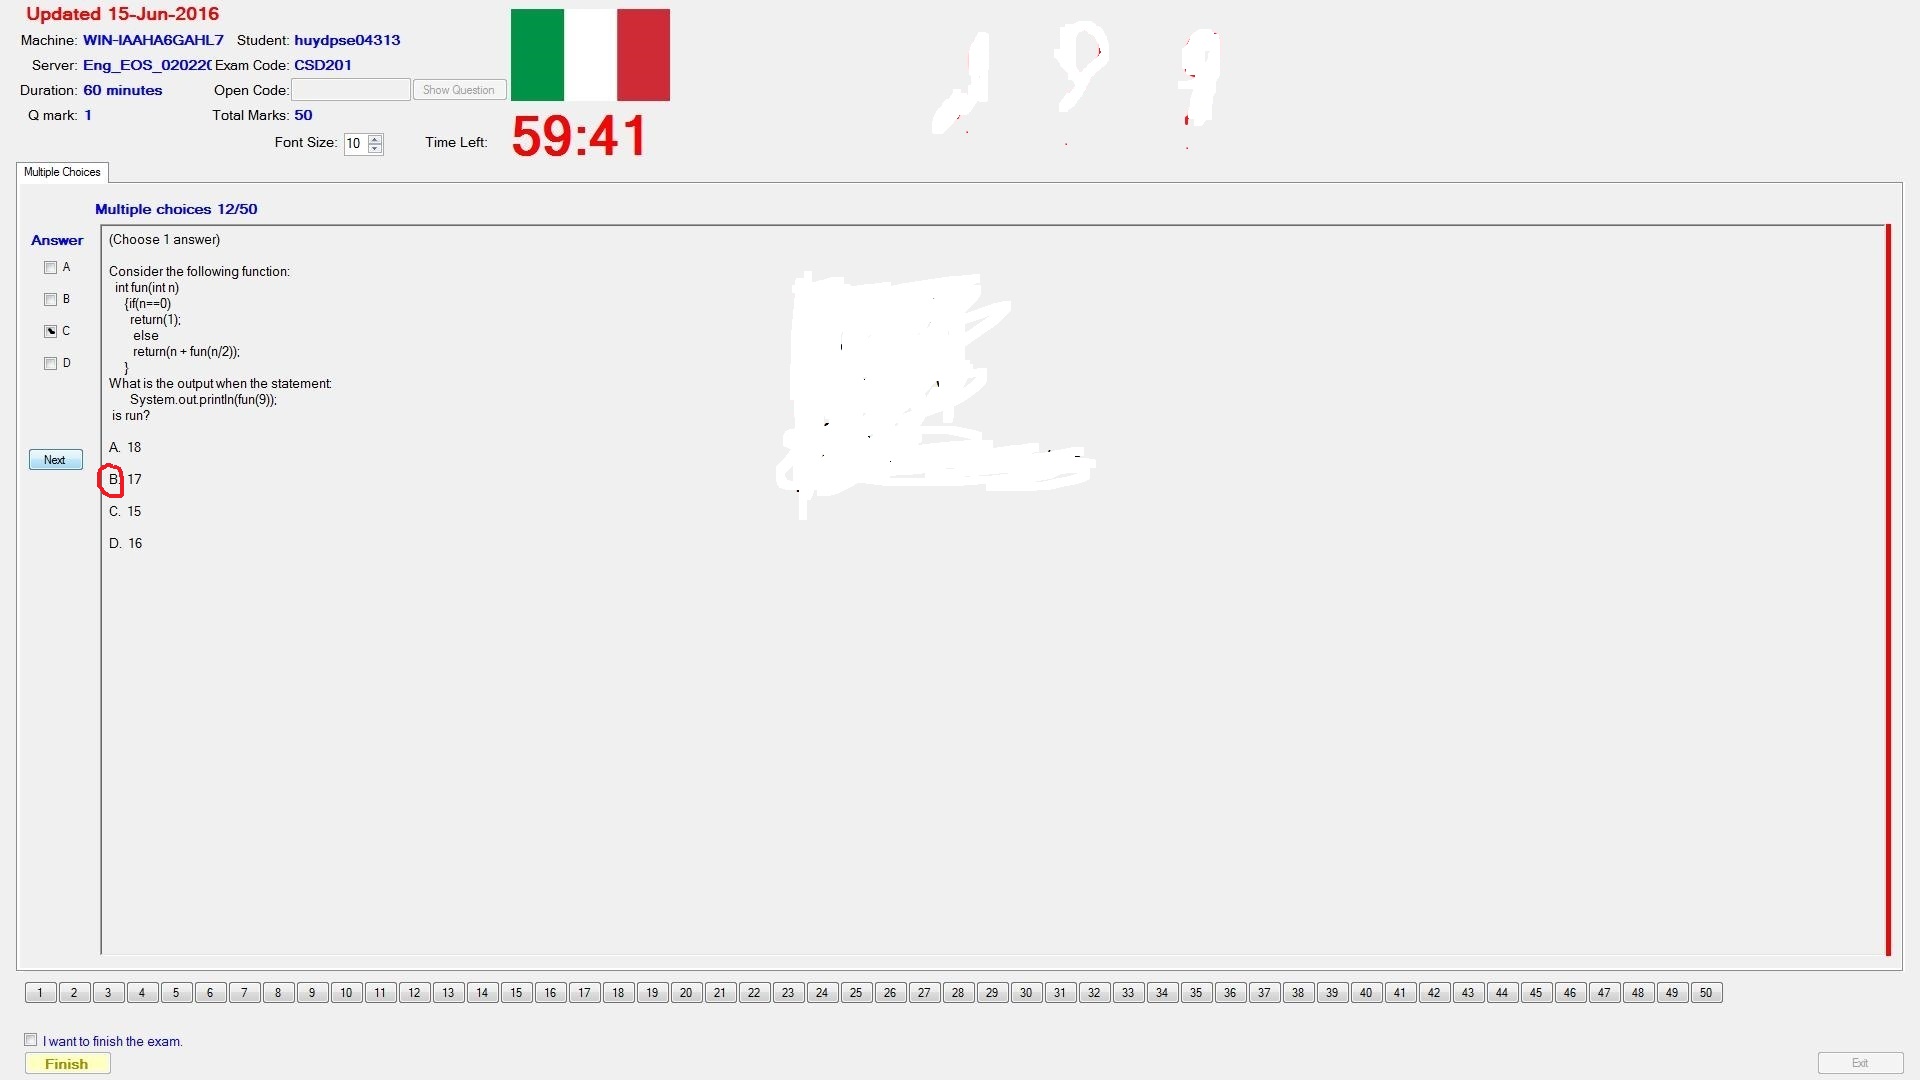 Updated 15-Jun-2016
Machine: WIN-IAAHA6GAHL7 Student: huydpse04313
Server: Eng_EOS_020220 Exam Code: CSD201
Duration: 60 minutes Open Code: Show Question
Q mark: 1 Total Marks: 50
Font Size: 10 Time Left: 59:41
Multiple Choices
Multiple choices 12/50
Answer
A
B
C
D
Next
(Choose 1 answer)
Consider the following function:
int fun(int n)
{if(n==0)
return(1);
else
return(n + fun(n/2));
}
What is the output when the statement:
System.out.println(fun(9));
is run?
A. 18
B. 17
C. 15
D. 16
1 2 3 4 5 6 7 8 9 10 11 12 13 14 15 16 17 18 19 20 21 22 23 24 25 26 27 28 29 30 31 32 33 34 35 36 37 38 39 40 41 42 43 44 45 46 47 48 49 50
I want to finish the exam.
Finish
Exit